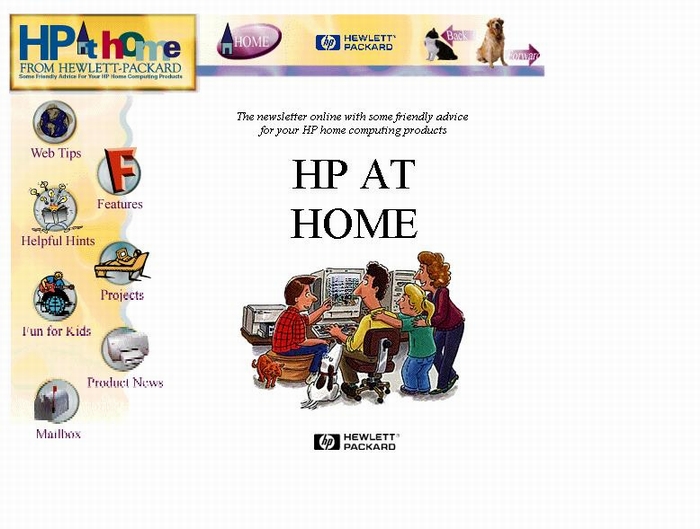 HP At home
FROM HEWLETT-PACKARD
Some Friendly Advice For Your HP Home Computing Products
HOME
hp HEWLETT®
PACKARD
Back
Forward
The newsletter online with some friendly advice
for your HP home computing products
HP AT
HOME
Web Tips
F
Features
Helpful Hints
Projects
Fun for Kids
Product News
Mailbox
hp HEWLETT®
PACKARD